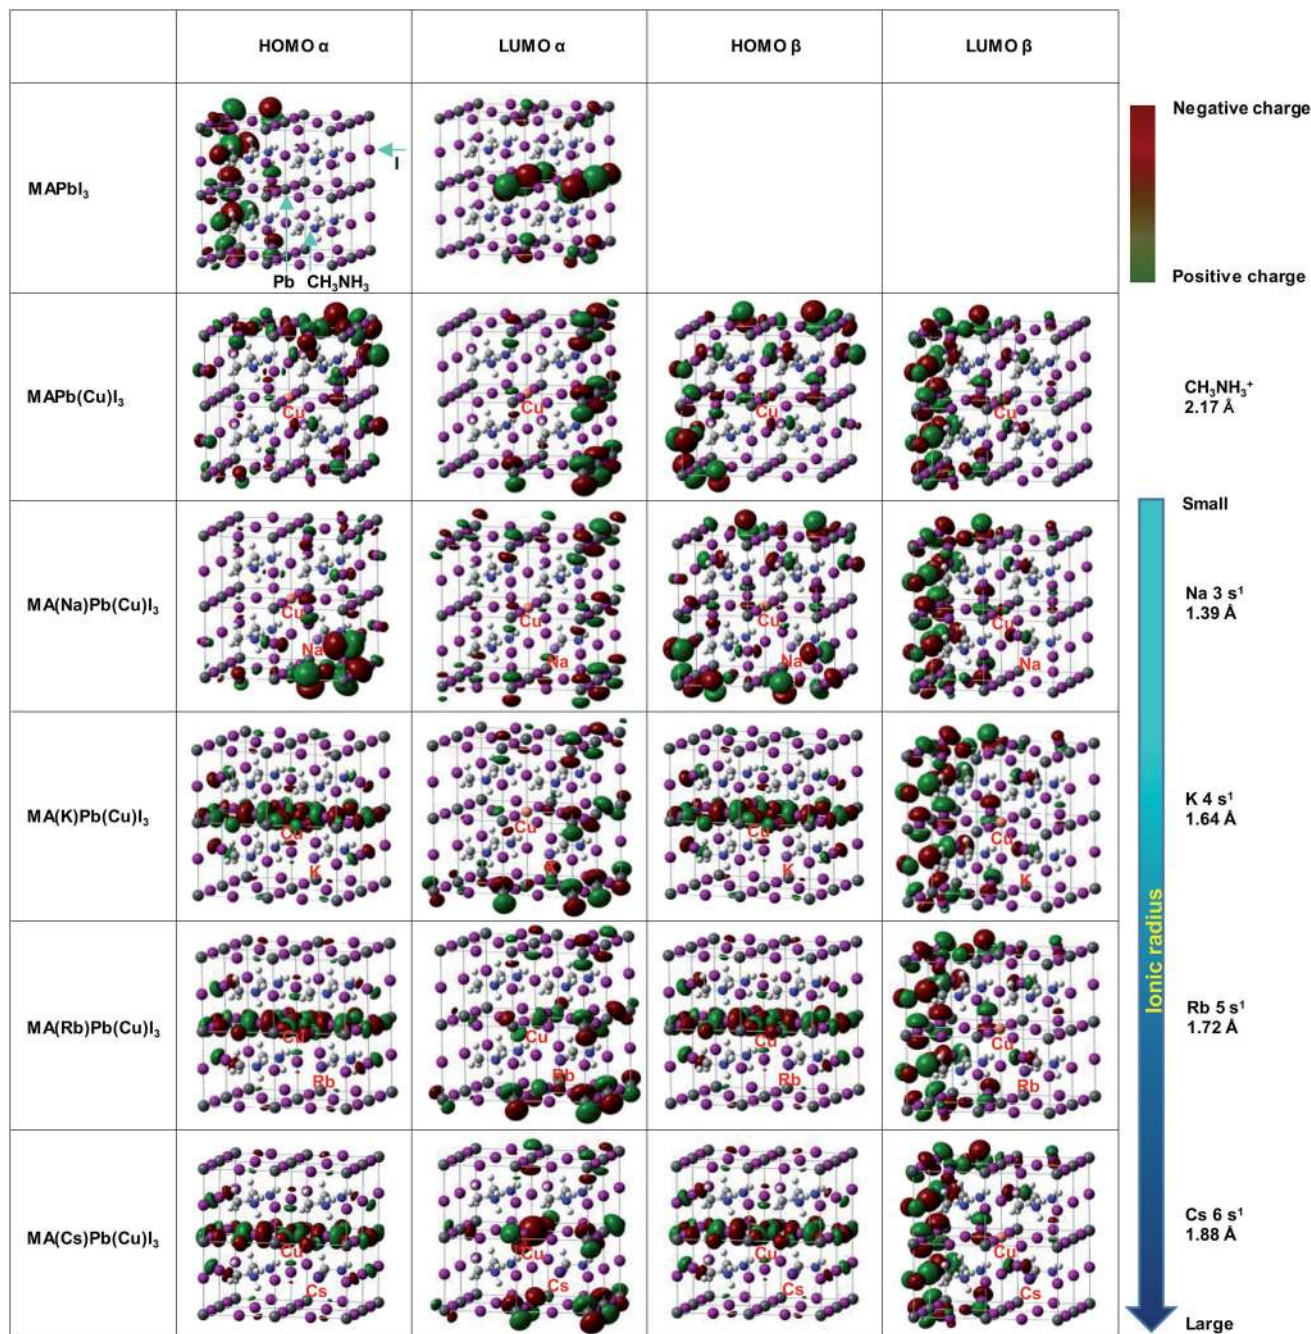 HOMO α
LUMO α
HOMO β
LUMO β
MAPbI₃
I
Pb
CH₃NH₃
Negative charge
Positive charge
MAPb(Cu)I₃
Cu
Cu
Cu
Cu
CH₃NH₃⁺
2.17 Å
Small
MA(Na)Pb(Cu)I₃
Cu
Na
Cu
Na
Cu
Na
Cu
Na
Na 3 s¹
1.39 Å
MA(K)Pb(Cu)I₃
Cu
K
Cu
K
Cu
K
Cu
K
K 4 s¹
1.64 Å
Ionic radius
MA(Rb)Pb(Cu)I₃
Cu
Rb
Cu
Rb
Cu
Rb
Cu
Rb
Rb 5 s¹
1.72 Å
MA(Cs)Pb(Cu)I₃
Cu
Cs
Cu
Cs
Cu
Cs
Cu
Cs
Cs 6 s¹
1.88 Å
Large